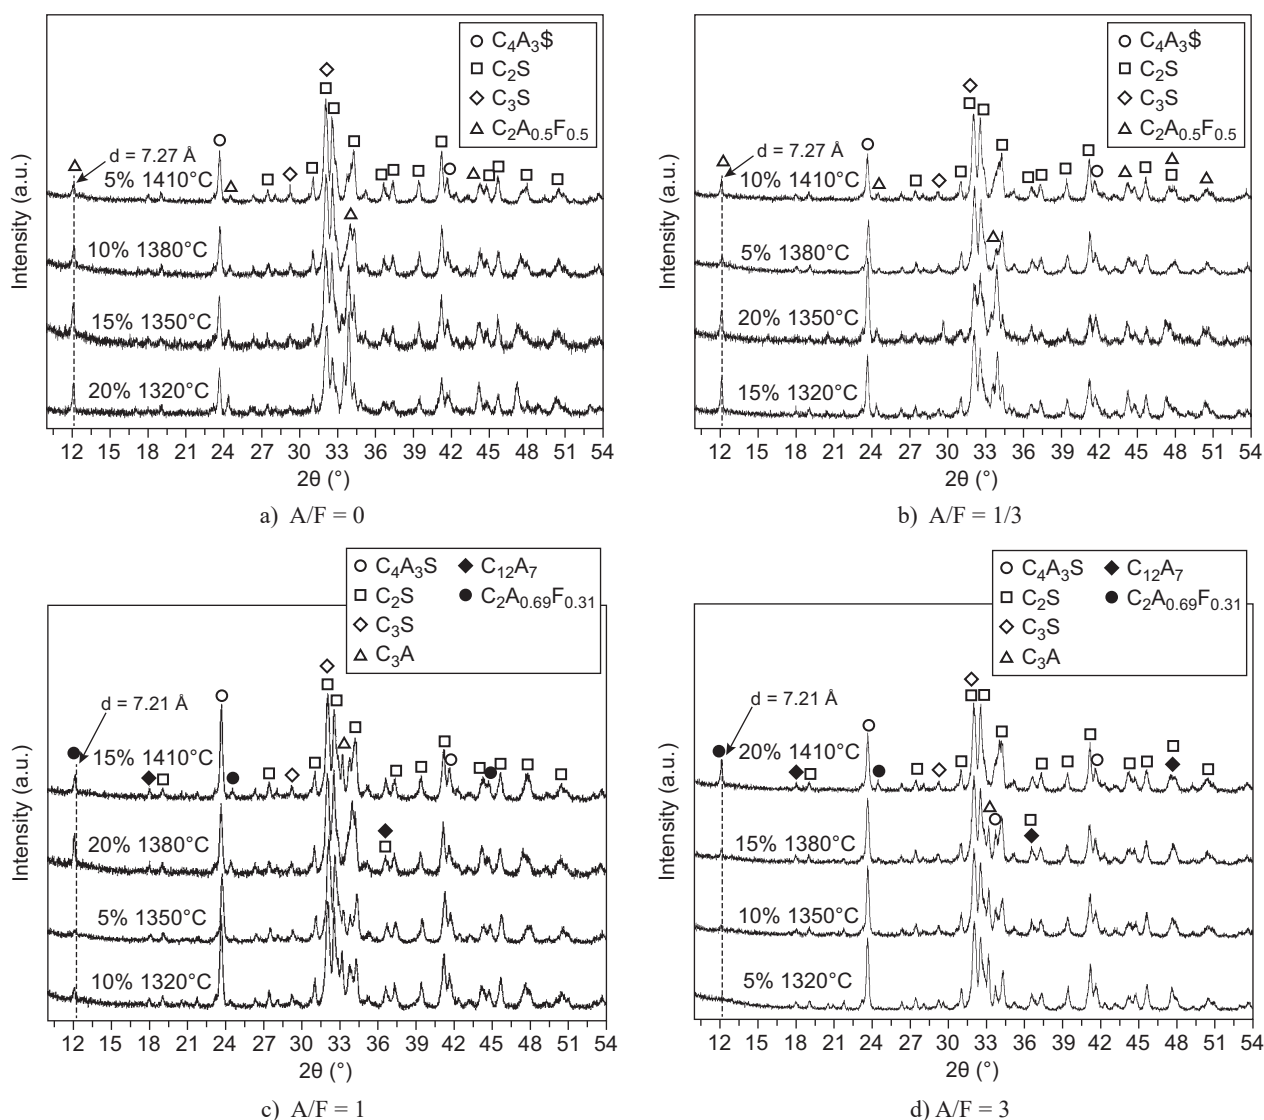 C₄A₃$
C₂S
C₃S
C₂A₀.₅F₀.₅
d = 7.27 Å
5% 1410°C
10% 1380°C
15% 1350°C
20% 1320°C
Intensity (a.u.)
12 15 18 21 24 27 30 33 36 39 42 45 48 51 54
2θ (°)
a) A/F = 0
C₄A₃$
C₂S
C₃S
C₂A₀.₅F₀.₅
d = 7.27 Å
10% 1410°C
5% 1380°C
20% 1350°C
15% 1320°C
Intensity (a.u.)
12 15 18 21 24 27 30 33 36 39 42 45 48 51 54
2θ (°)
b) A/F = 1/3
C₄A₃S C₁₂A₇
C₂S C₂A₀.₆₉F₀.₃₁
C₃S
C₃A
d = 7.21 Å
15% 1410°C
20% 1380°C
5% 1350°C
10% 1320°C
Intensity (a.u.)
12 15 18 21 24 27 30 33 36 39 42 45 48 51 54
2θ (°)
c) A/F = 1
C₄A₃S C₁₂A₇
C₂S C₂A₀.₆₉F₀.₃₁
C₃S
C₃A
d = 7.21 Å
20% 1410°C
15% 1380°C
10% 1350°C
5% 1320°C
Intensity (a.u.)
12 15 18 21 24 27 30 33 36 39 42 45 48 51 54
2θ (°)
d) A/F = 3